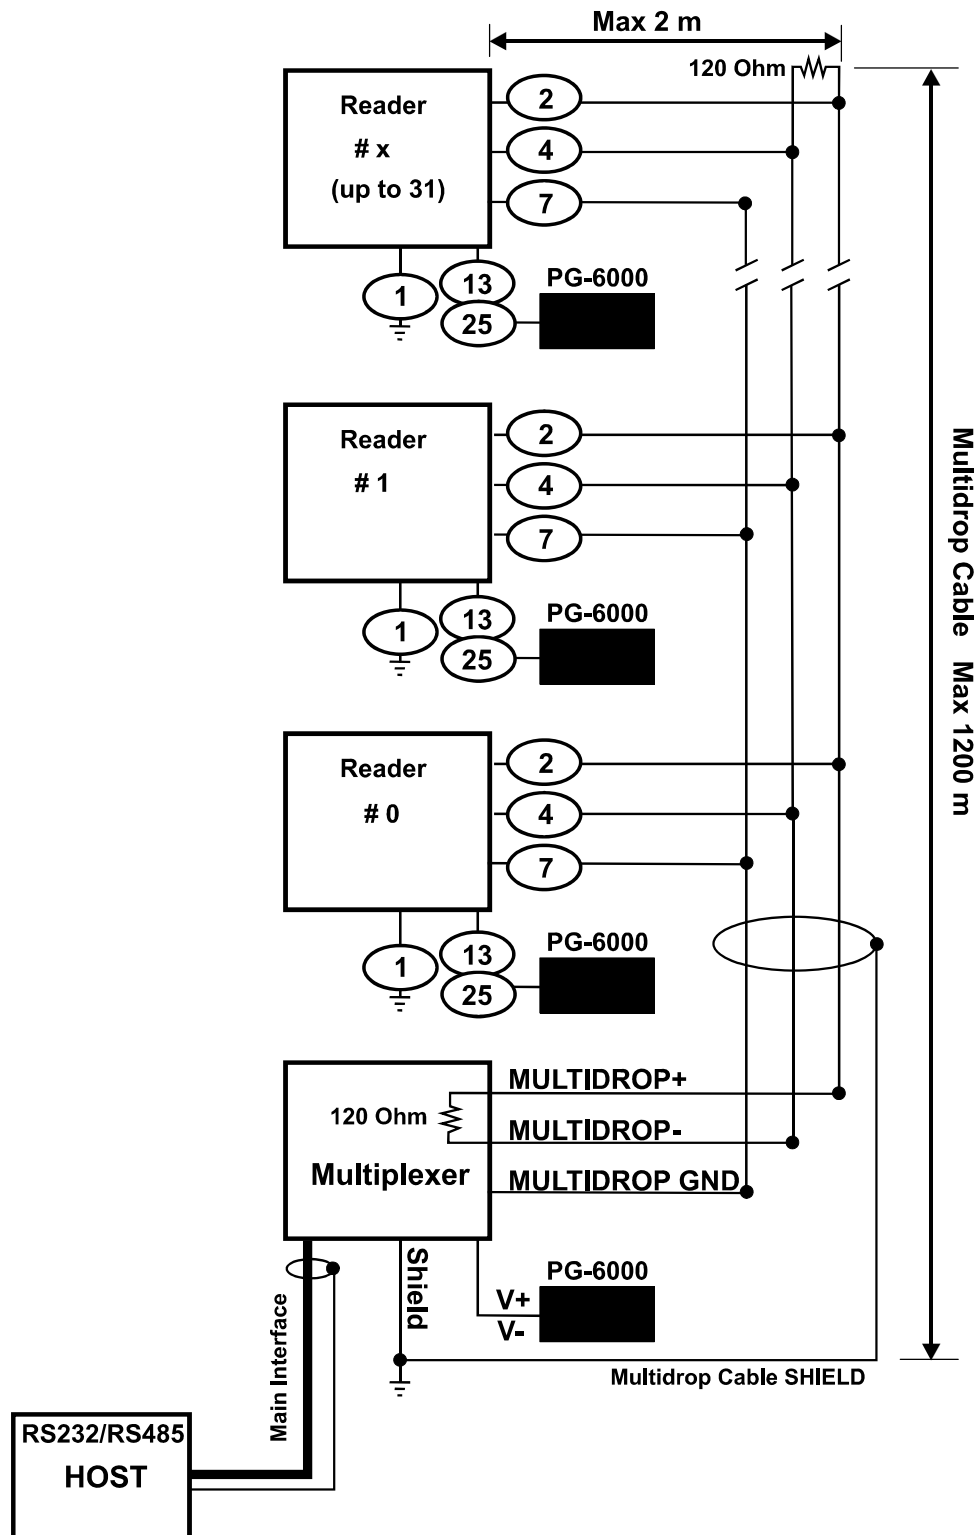 Max 2 m
120 Ohm
Reader
# x
(up to 31)
2
4
7
1
13
25
PG-6000
Reader
# 1
2
4
7
1
13
25
PG-6000
Multidrop Cable Max 1200 m
Reader
# 0
2
4
7
1
13
25
PG-6000
MULTIDROP+
120 Ohm
MULTIDROP-
Multiplexer
MULTIDROP GND
Main Interface
Shield
PG-6000
V+
V-
Multidrop Cable SHIELD
RS232/RS485
HOST